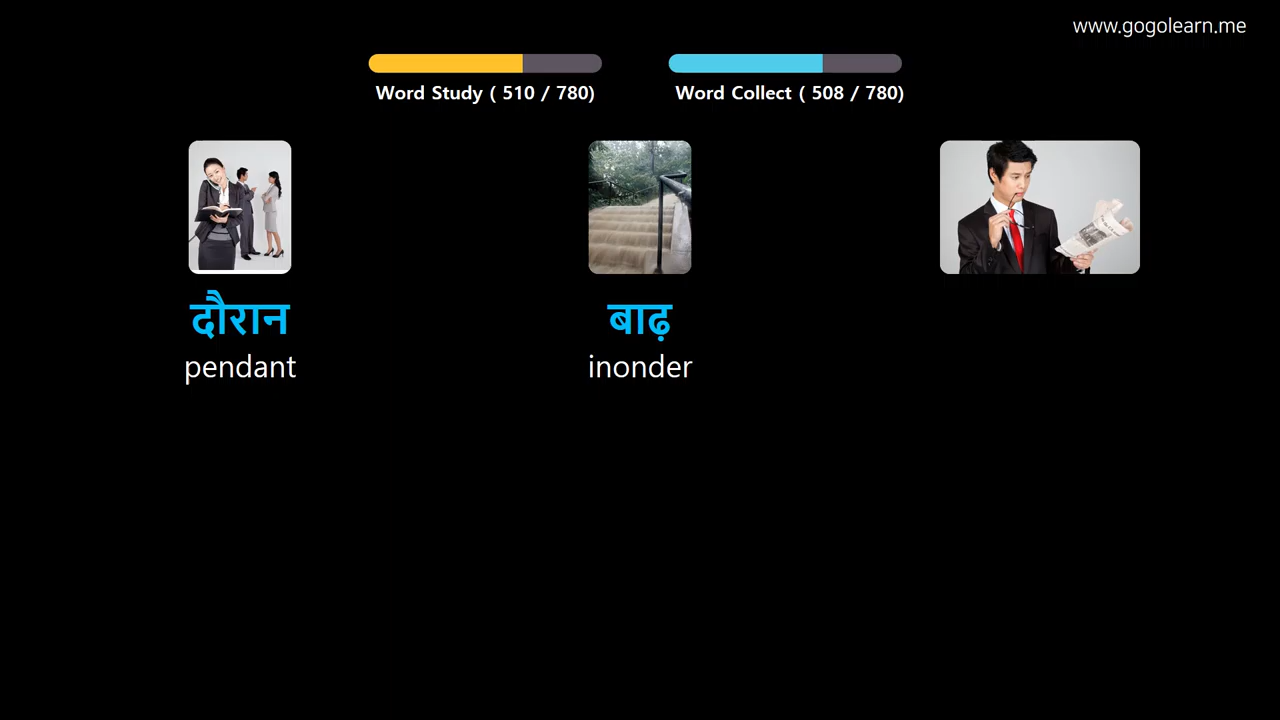 www.gogolearn.me
Word Study ( 510 / 780)
Word Collect ( 508 / 780)
दौरान
pendant
बाढ़
inonder